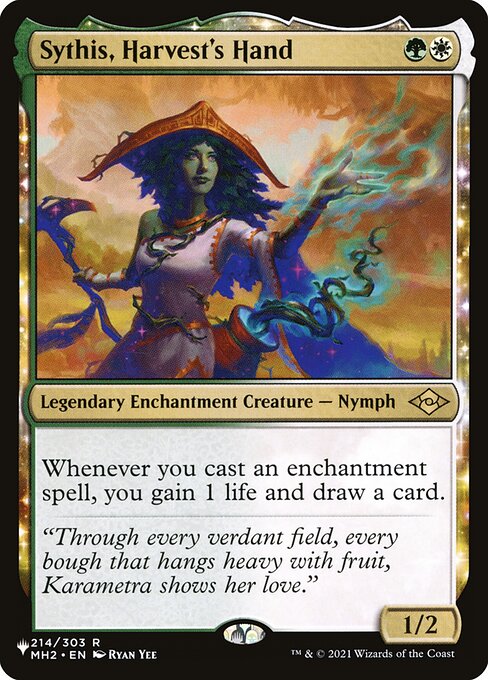 Sythis, Harvest's Hand
Legendary Enchantment Creature — Nymph
Whenever you cast an enchantment
spell, you gain 1 life and draw a card.
“Through every verdant field, every
bough that hangs heavy with fruit,
Karametra shows her love.”
1/2
214/303 R
MH2 • EN Ryan Yee
™ & © 2021 Wizards of the Coast